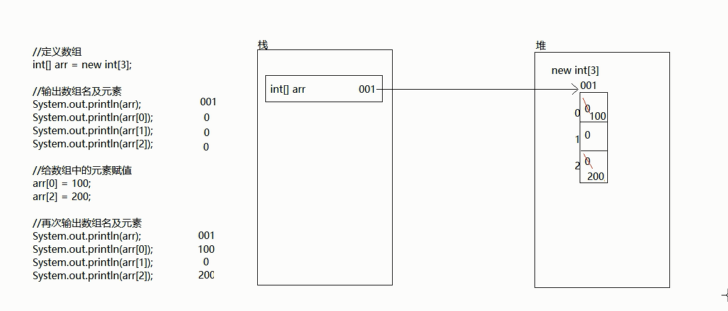 //定义数组
int[] arr = new int[3];
//输出数组名及元素
System.out.println(arr); 001
System.out.println(arr[0]); 0
System.out.println(arr[1]); 0
System.out.println(arr[2]); 0
//给数组中的元素赋值
arr[0] = 100;
arr[2] = 200;
//再次输出数组名及元素
System.out.println(arr); 001
System.out.println(arr[0]); 100
System.out.println(arr[1]); 0
System.out.println(arr[2]); 200
栈
int[] arr 001
堆
new int[3]
001
0 0 100
1 0
2 0 200